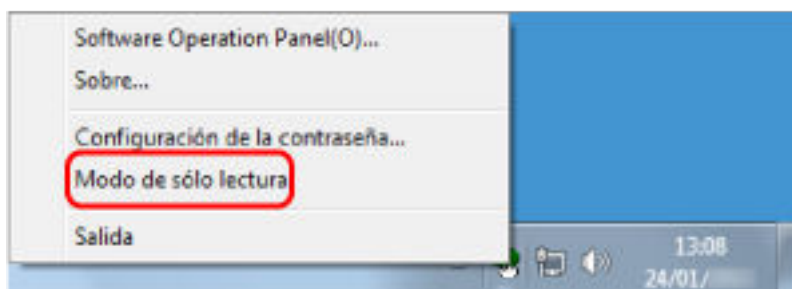 Software Operation Panel(O)...
Sobre...
Configuración de la contraseña...
Modo de sólo lectura
Salida
13:08
24/01/